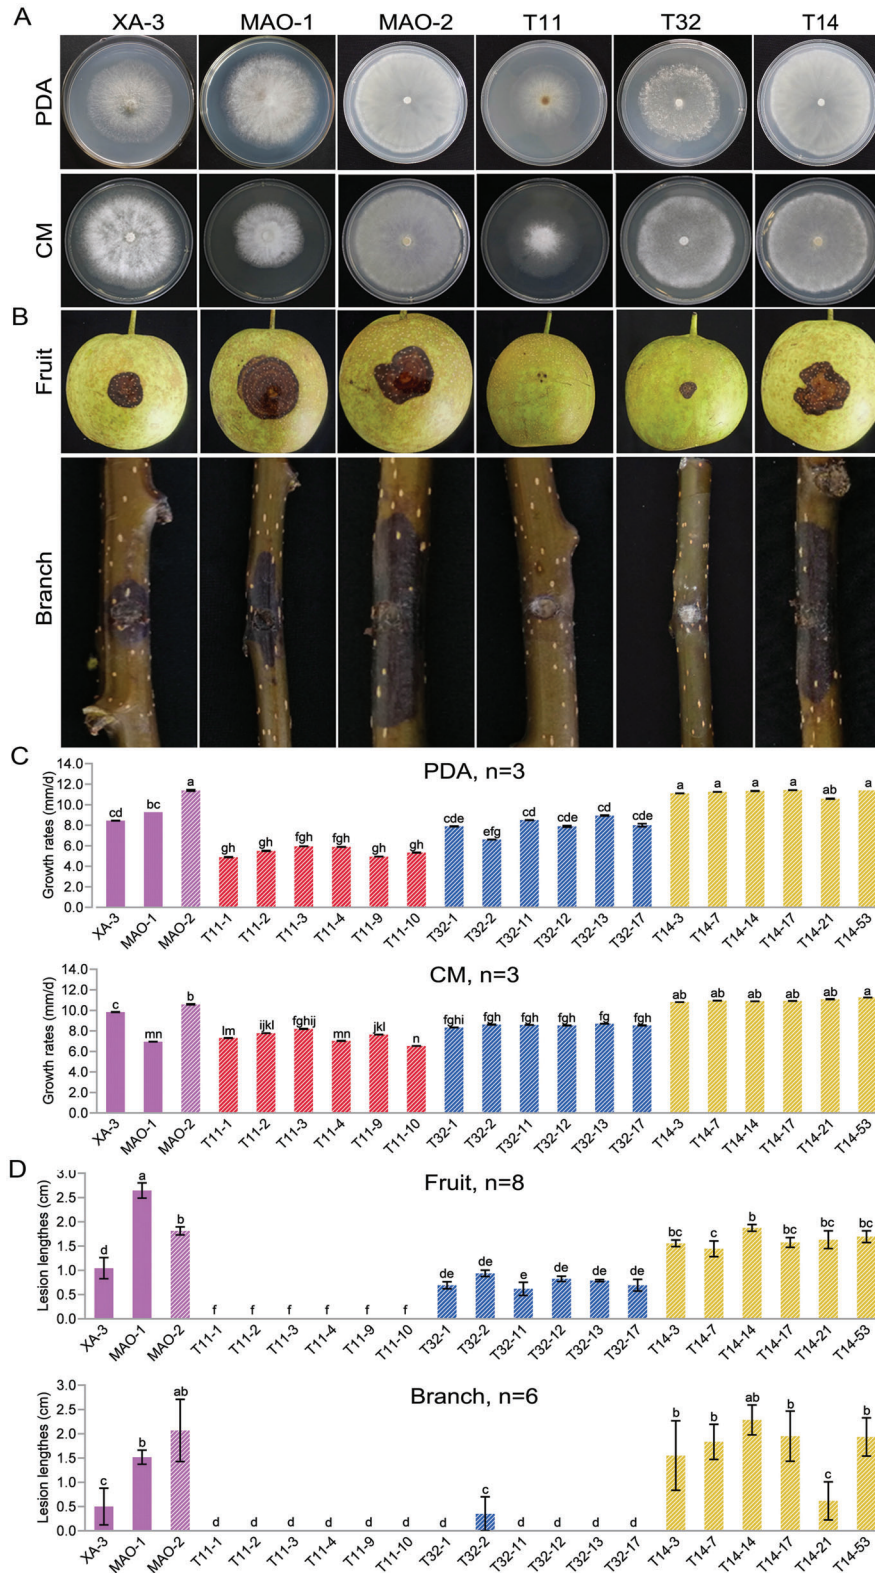 A
XA-3 MAO-1 MAO-2 T11 T32 T14
PDA
CM
B
Fruit
Branch
C
PDA, n=3
Growth rates (mm/d)
14.0
12.0
10.0
8.0
6.0
4.0
2.0
0.0
cd bc a gh gh fgh fgh gh gh cde efg cd cde cd cde a a a a ab a
XA-3 MAO-1 MAO-2 T11-1 T11-2 T11-3 T11-4 T11-9 T11-10 T32-1 T32-2 T32-11 T32-12 T32-13 T32-17 T14-3 T14-7 T14-14 T14-17 T14-21 T14-53
CM, n=3
Growth rates (mm/d)
14.0
12.0
10.0
8.0
6.0
4.0
2.0
0.0
c mn b lm ijkl fghij mn jkl n fghi fgh fgh fgh fg fgh ab ab ab ab ab a
XA-3 MAO-1 MAO-2 T11-1 T11-2 T11-3 T11-4 T11-9 T11-10 T32-1 T32-2 T32-11 T32-12 T32-13 T32-17 T14-3 T14-7 T14-14 T14-17 T14-21 T14-53
D
Fruit, n=8
Lesion lengthes (cm)
3.0
2.5
2.0
1.5
1.0
0.5
0.0
d a b f f f f f f de de e de de de bc c b bc bc bc
XA-3 MAO-1 MAO-2 T11-1 T11-2 T11-3 T11-4 T11-9 T11-10 T32-1 T32-2 T32-11 T32-12 T32-13 T32-17 T14-3 T14-7 T14-14 T14-17 T14-21 T14-53
Branch, n=6
Lesion lengthes (cm)
3.0
2.5
2.0
1.5
1.0
0.5
0.0
c b ab d d d d d d d c d d d d b b ab b c b
XA-3 MAO-1 MAO-2 T11-1 T11-2 T11-3 T11-4 T11-9 T11-10 T32-1 T32-2 T32-11 T32-12 T32-13 T32-17 T14-3 T14-7 T14-14 T14-17 T14-21 T14-53